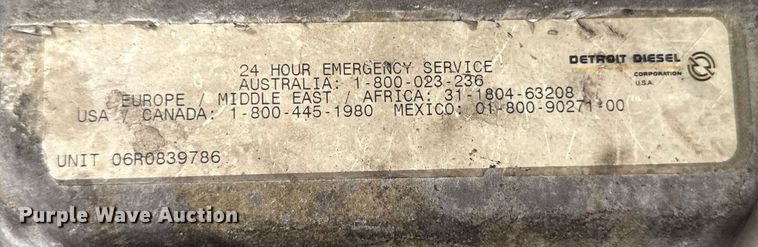 24 HOUR EMERGENCY SERVICE
AUSTRALIA: 1-800-023-236
EUROPE / MIDDLE EAST / AFRICA: 31-1804-63208
USA / CANADA: 1-800-445-1980 MEXICO: 01-800-90271-00
UNIT 06R0839786
DETROIT DIESEL
CORPORATION
U.S.A.
Purple Wave Auction